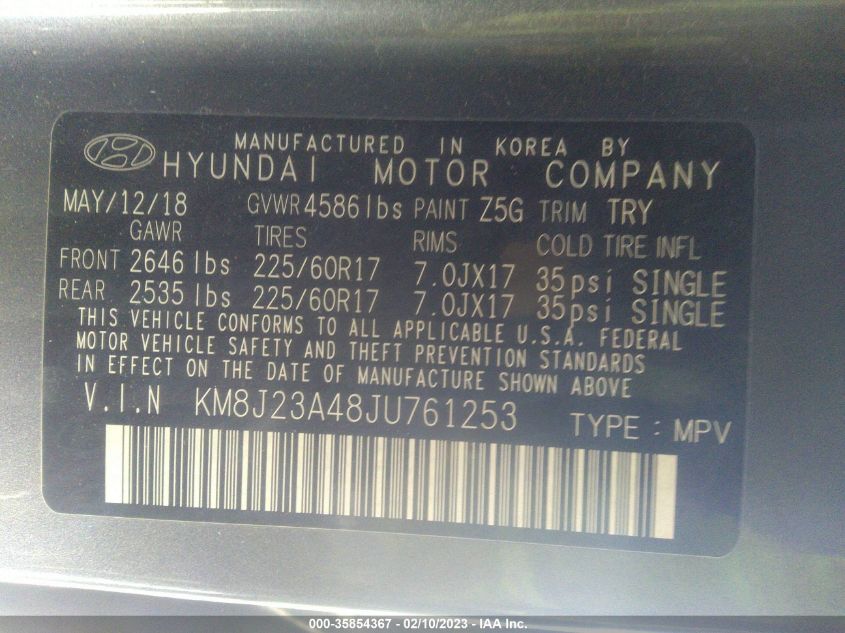 MANUFACTURED IN KOREA BY
HYUNDAI MOTOR COMPANY
MAY/12/18 GVWR 4586 lbs PAINT Z5G TRIM TRY
GAWR TIRES RIMS COLD TIRE INFL
FRONT 2646 lbs 225/60R17 7.0JX17 35psi SINGLE
REAR 2535 lbs 225/60R17 7.0JX17 35psi SINGLE
THIS VEHICLE CONFORMS TO ALL APPLICABLE U.S.A. FEDERAL
MOTOR VEHICLE SAFETY AND THEFT PREVENTION STANDARDS
IN EFFECT ON THE DATE OF MANUFACTURE SHOWN ABOVE
V.I.N KM8J23A48JU761253 TYPE : MPV
000-35854367 - 02/10/2023 - IAA Inc.